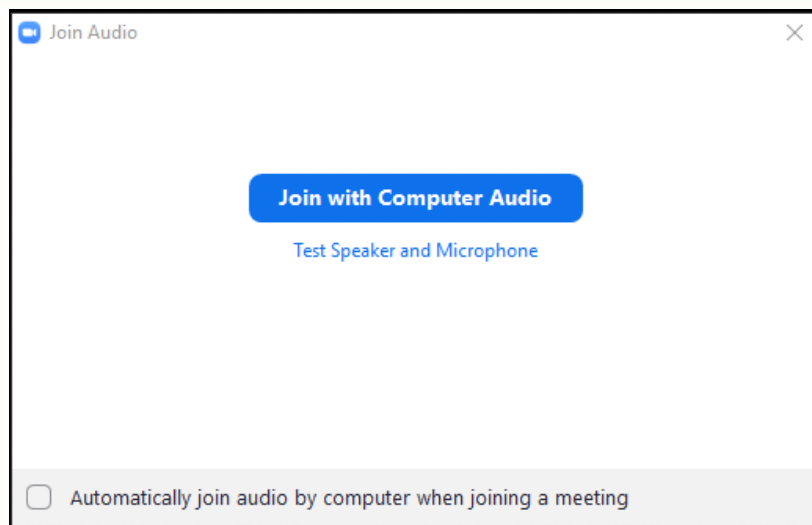 Join Audio
Join with Computer Audio
Test Speaker and Microphone
Automatically join audio by computer when joining a meeting